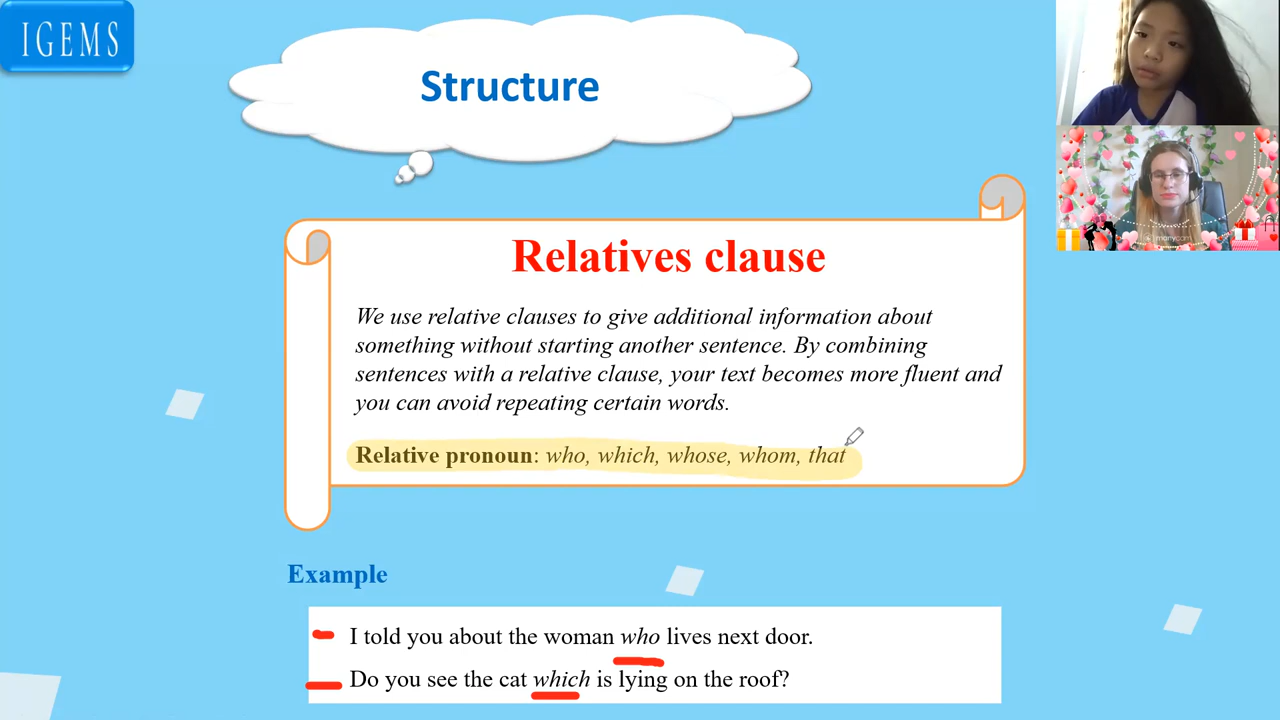 IGEMS
Structure
Relatives clause
We use relative clauses to give additional information about
something without starting another sentence. By combining
sentences with a relative clause, your text becomes more fluent and
you can avoid repeating certain words.
Relative pronoun: who, which, whose, whom, that
Example
I told you about the woman who lives next door.
Do you see the cat which is lying on the roof?